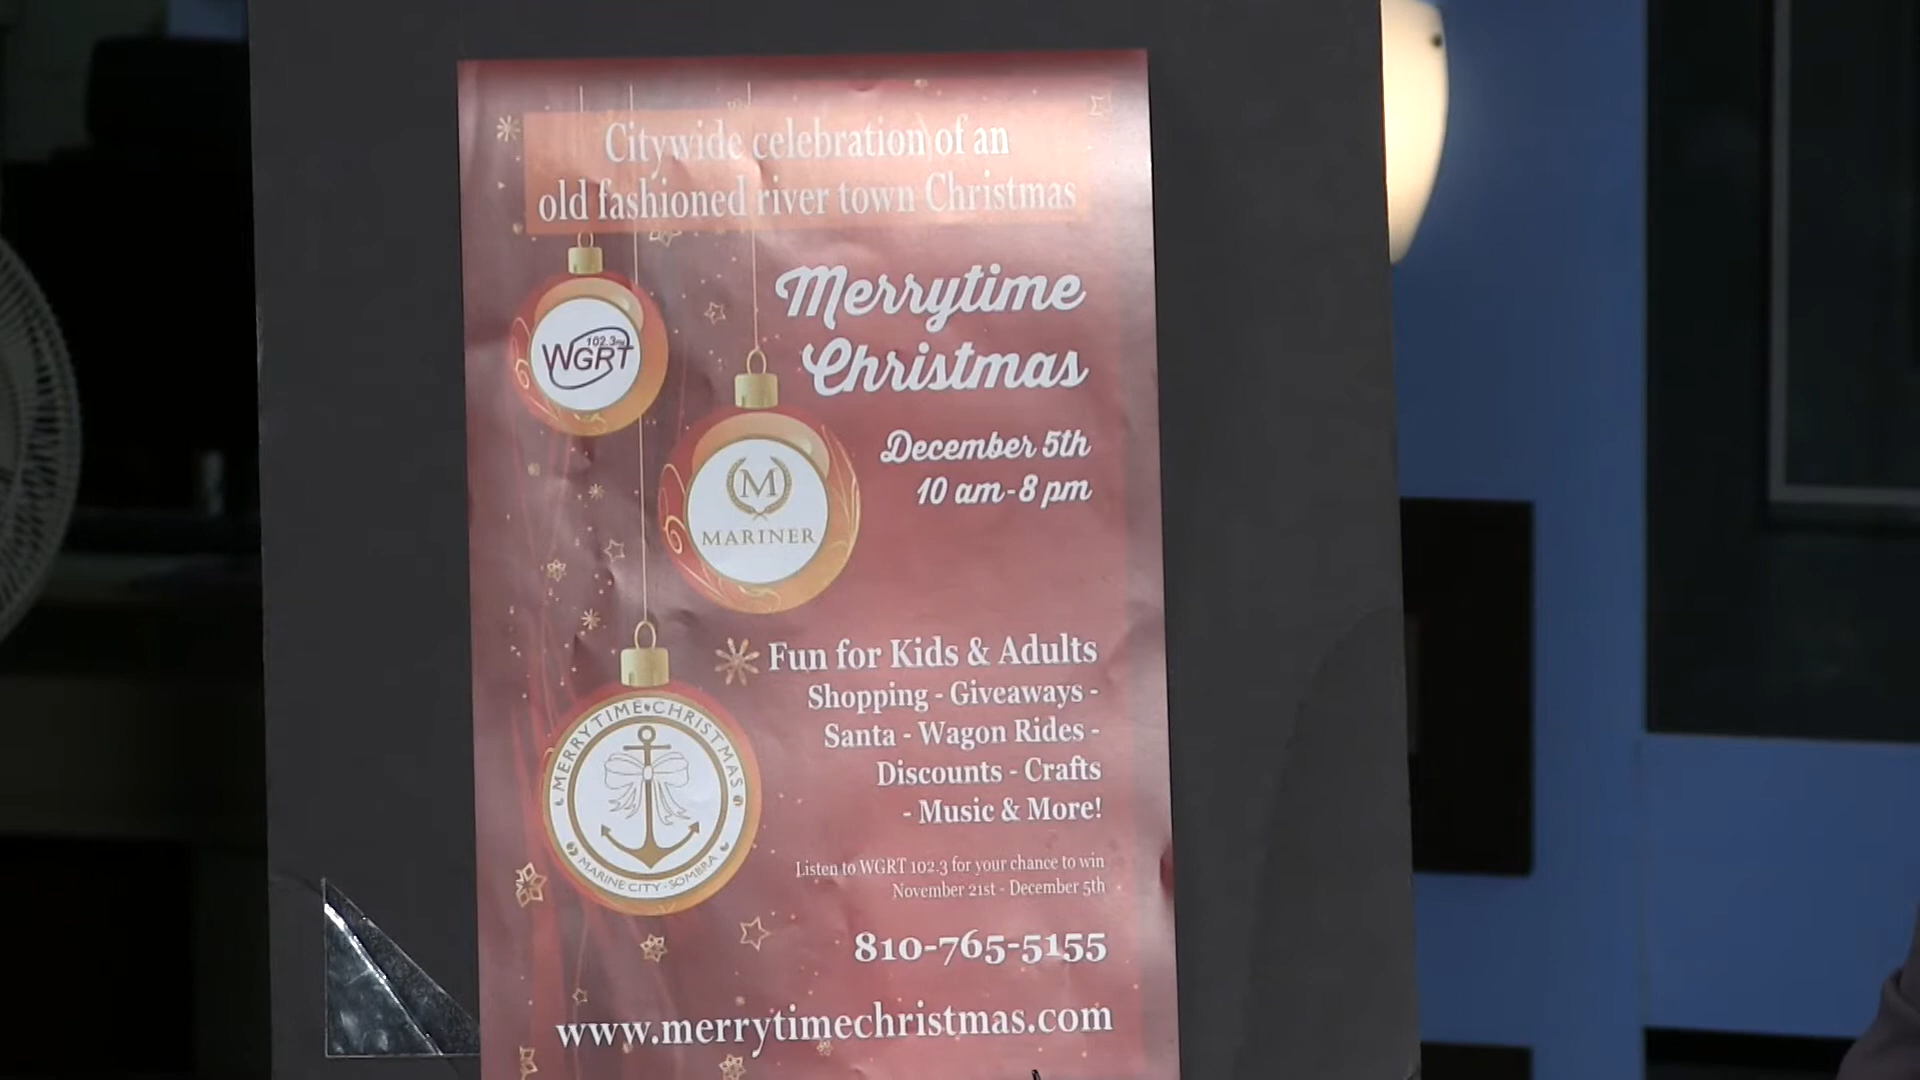 Citywide celebration of an
old fashioned river town Christmas
Merrytime
Christmas
102.3 FM
WGRT
December 5th
10 am-8 pm
M
MARINER
Fun for Kids & Adults
Shopping - Giveaways -
Santa - Wagon Rides -
Discounts - Crafts
- Music & More!
MERRYTIME CHRISTMAS
MARINE CITY - SOMBRA
Listen to WGRT 102.3 for your chance to win
November 21st - December 5th
810-765-5155
www.merrytimechristmas.com